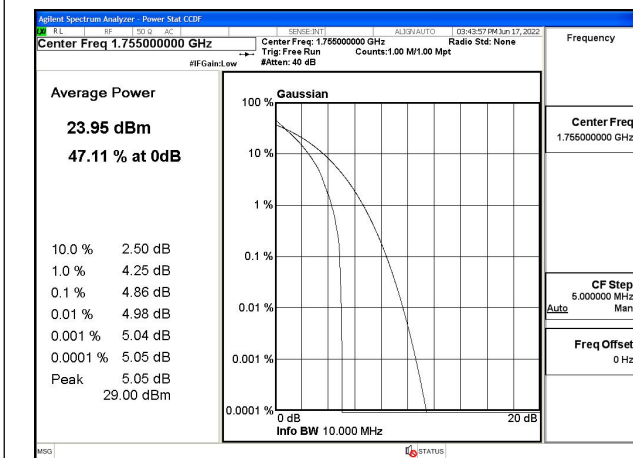 Agilent Spectrum Analyzer - Power Stat CCDF
RL RF 50 Ω AC SENSE:INT ALIGN AUTO 03:43:57 PM Jun 17, 2022
Center Freq 1.755000000 GHz
Center Freq: 1.755000000 GHz Radio Std: None
Trig: Free Run Counts:1.00 M/1.00 Mpt
#IFGain:Low #Atten: 40 dB
Frequency
Average Power
23.95 dBm
47.11 % at 0dB
10.0 % 2.50 dB
1.0 % 4.25 dB
0.1 % 4.86 dB
0.01 % 4.98 dB
0.001 % 5.04 dB
0.0001 % 5.05 dB
Peak 5.05 dB
29.00 dBm
Gaussian
100 %
10 %
1 %
0.1 %
0.01 %
0.001 %
0.0001 %
0 dB 20 dB
Info BW 10.000 MHz
Center Freq
1.755000000 GHz
CF Step
5.000000 MHz
Auto Man
Freq Offset
0 Hz
MSG STATUS